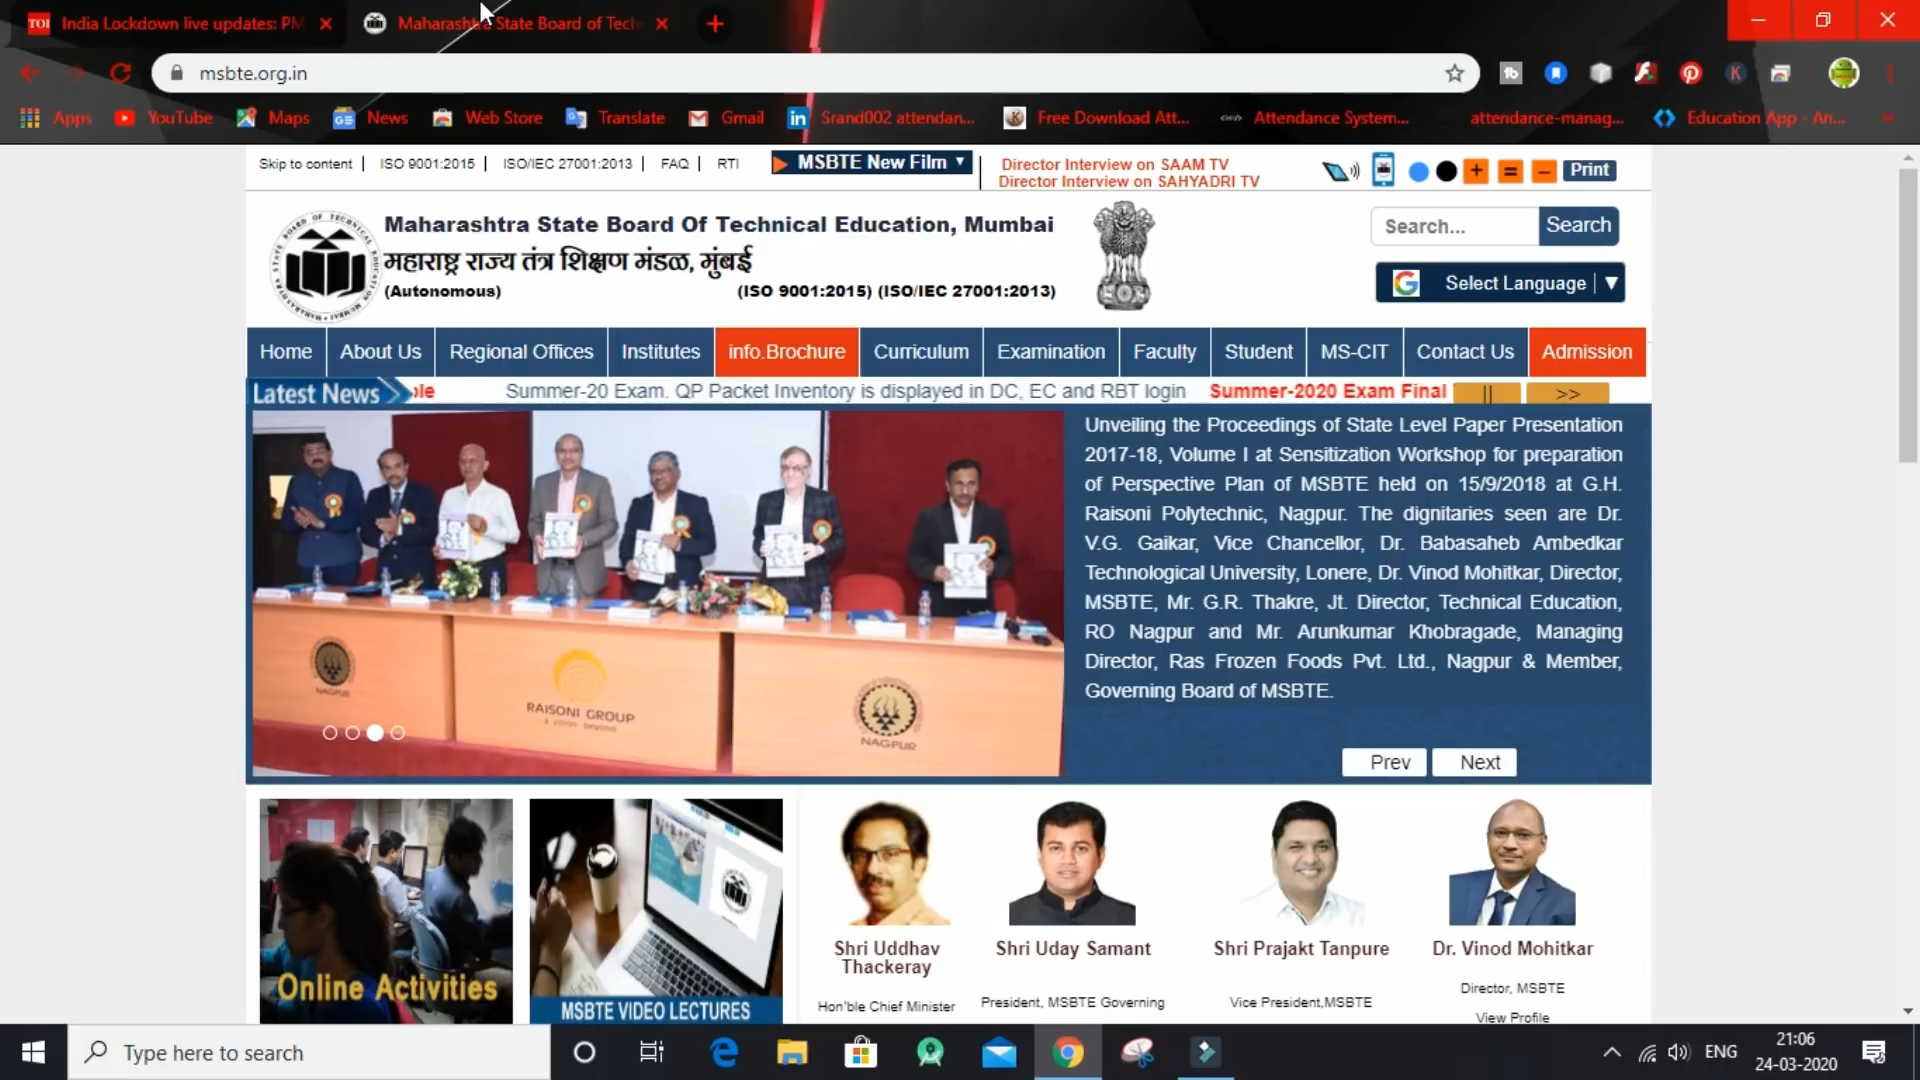 India Lockdown live updates: PM
Maharashtra State Board of Tech
msbte.org.in
Apps
YouTube
Maps
News
Web Store
Translate
Gmail
Srand002 attendan...
Free Download Att...
Attendance System...
attendance-manag...
Education App - An...
Skip to content | ISO 9001:2015 | ISO/IEC 27001:2013 | FAQ | RTI
MSBTE New Film ▼
Director Interview on SAAM TV
Director Interview on SAHYADRI TV
+ = – Print
Maharashtra State Board Of Technical Education, Mumbai
महाराष्ट्र राज्य तंत्र शिक्षण मंडळ, मुंबई
(Autonomous) (ISO 9001:2015) (ISO/IEC 27001:2013)
Search... Search
Select Language ▼
Home
About Us
Regional Offices
Institutes
info.Brochure
Curriculum
Examination
Faculty
Student
MS-CIT
Contact Us
Admission
Latest News
Summer-20 Exam. QP Packet Inventory is displayed in DC, EC and RBT login Summer-2020 Exam Final
|| >>
Unveiling the Proceedings of State Level Paper Presentation
2017-18, Volume I at Sensitization Workshop for preparation
of Perspective Plan of MSBTE held on 15/9/2018 at G.H.
Raisoni Polytechnic, Nagpur. The dignitaries seen are Dr.
V.G. Gaikar, Vice Chancellor, Dr. Babasaheb Ambedkar
Technological University, Lonere, Dr. Vinod Mohitkar, Director,
MSBTE, Mr. G.R. Thakre, Jt. Director, Technical Education,
RO Nagpur and Mr. Arunkumar Khobragade, Managing
Director, Ras Frozen Foods Pvt. Ltd., Nagpur & Member,
Governing Board of MSBTE.
NAGPUR
RAISONI GROUP
a vision beyond
NAGPUR
Prev Next
Online Activities
MSBTE VIDEO LECTURES
Shri Uddhav
Thackeray
Hon'ble Chief Minister
Shri Uday Samant
President, MSBTE Governing
Shri Prajakt Tanpure
Vice President,MSBTE
Dr. Vinod Mohitkar
Director, MSBTE
View Profile
Type here to search
ENG
21:06
24-03-2020